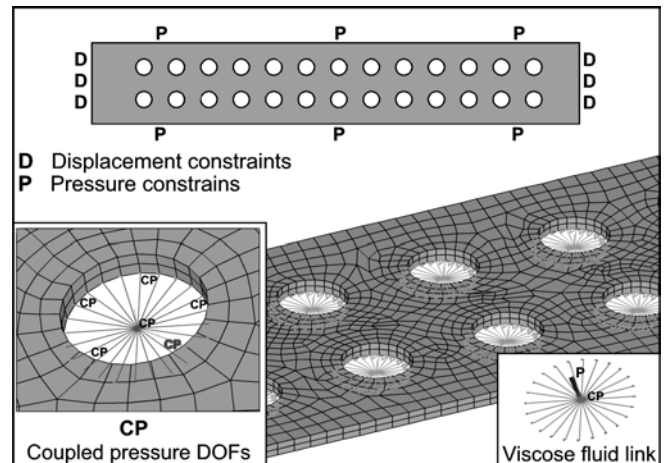 P P P
D D
D D
D D
P P P
D Displacement constraints
P Pressure constrains
CP
CP CP
CP
CP CP
CP
Coupled pressure DOFs
P
CP
Viscose fluid link